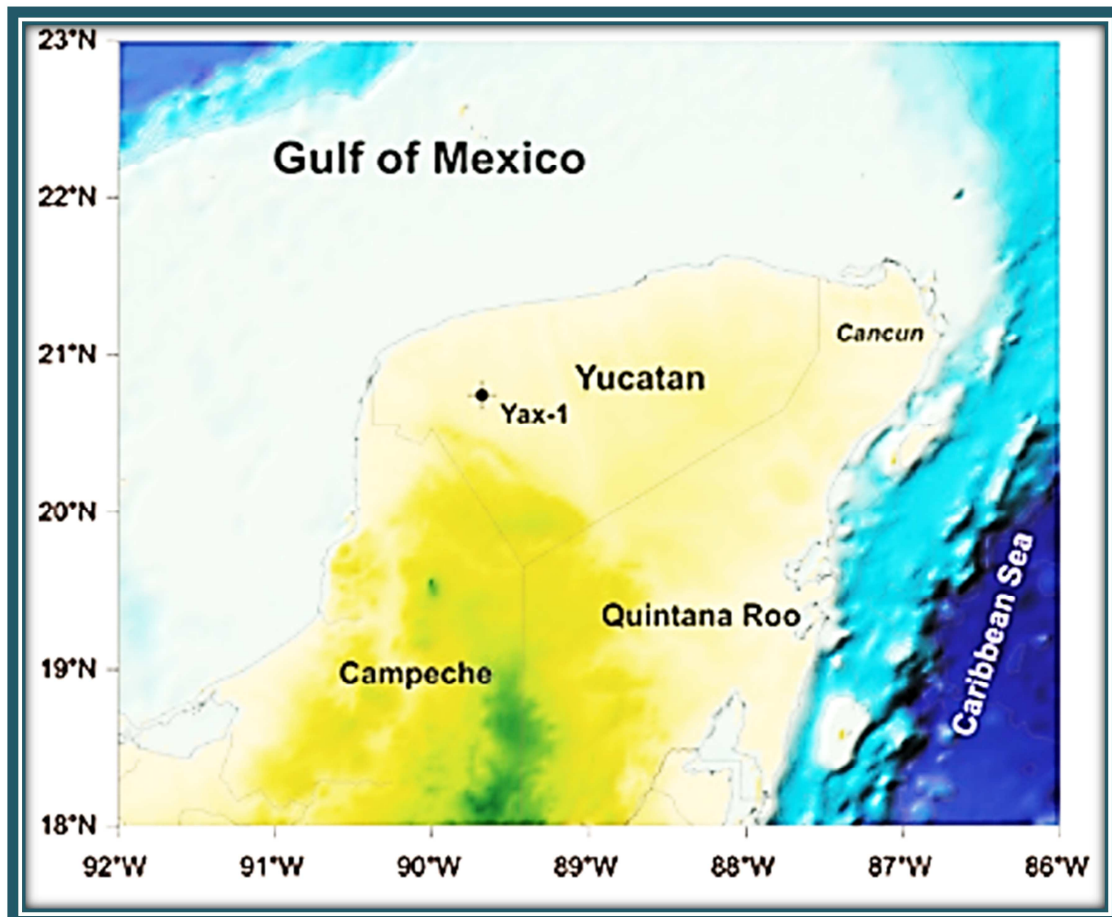 23°N
Gulf of Mexico
22°N
Cancun
21°N
Yucatan
Yax-1
20°N
Caribbean Sea
Quintana Roo
19°N
Campeche
18°N
92°W 91°W 90°W 89°W 88°W 87°W 86°W